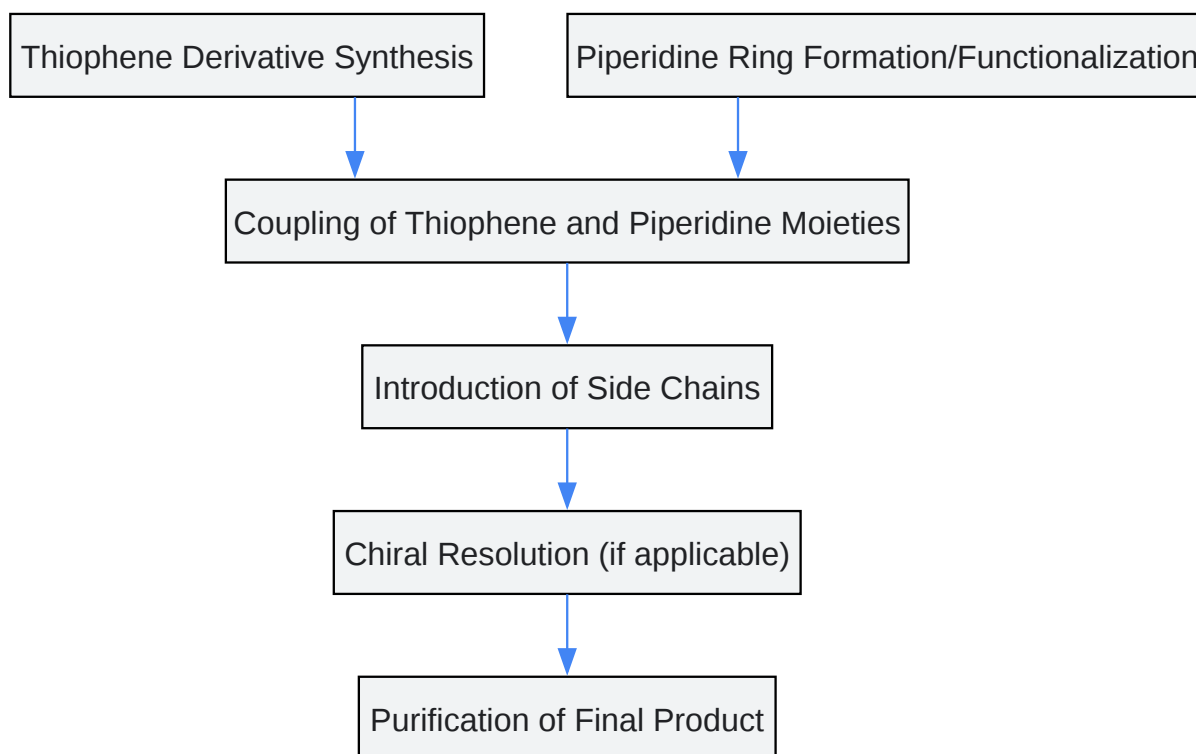 Thiophene Derivative Synthesis
Piperidine Ring Formation/Functionalization
Coupling of Thiophene and Piperidine Moieties
Introduction of Side Chains
Chiral Resolution (if applicable)
Purification of Final Product